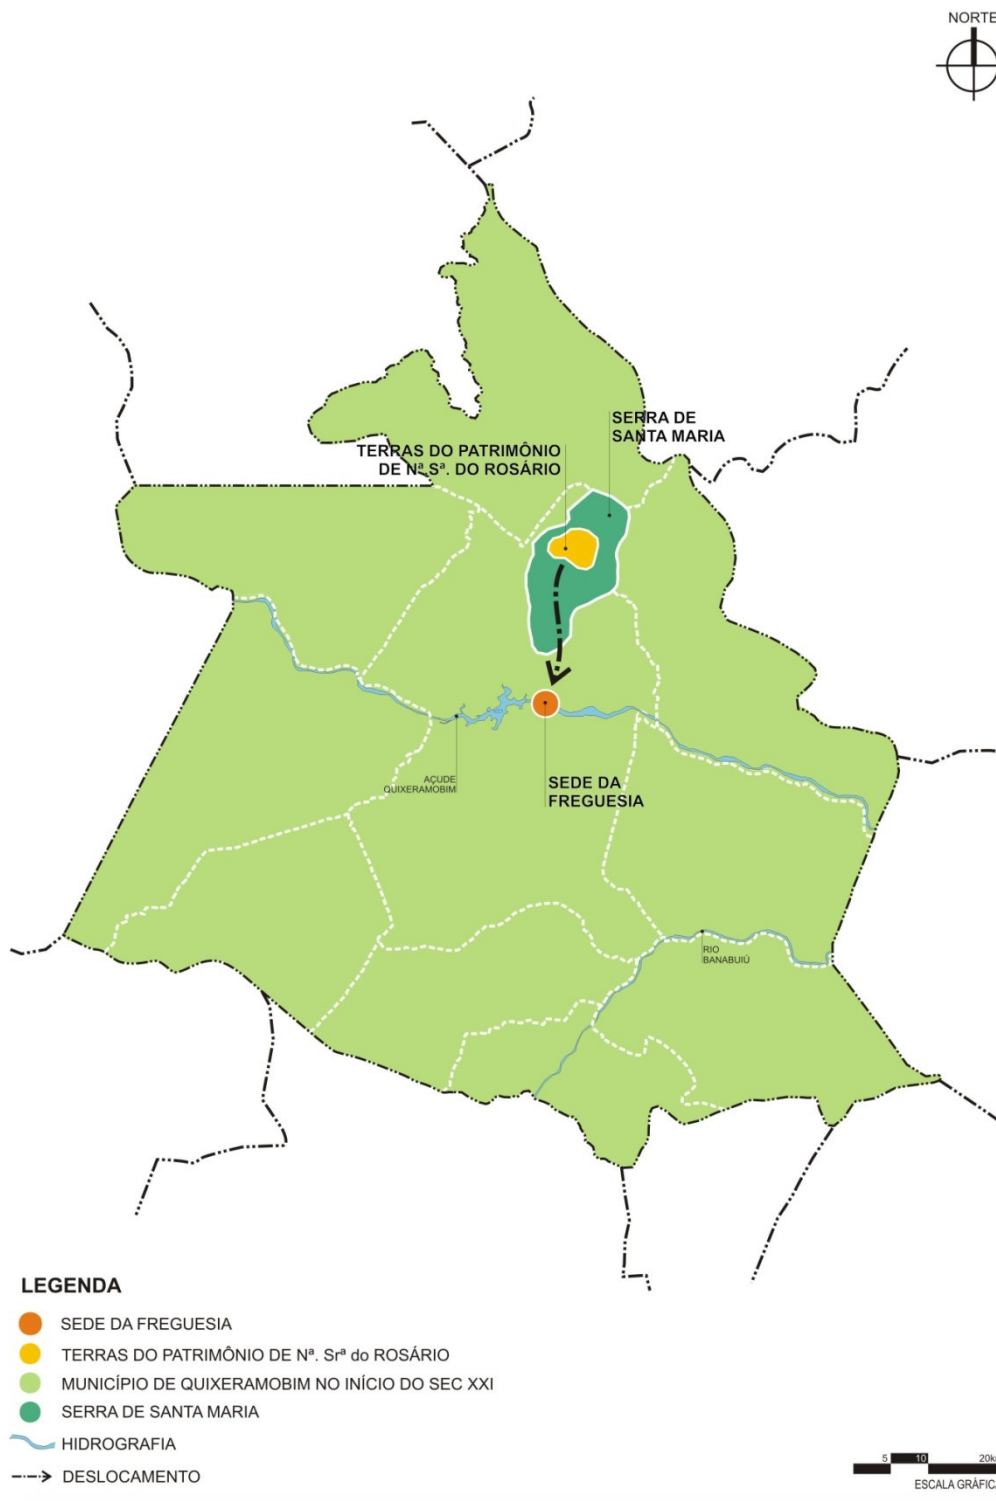 NORTE
SERRA DE
SANTA MARIA
TERRAS DO PATRIMÔNIO
DE Nª.Sª. DO ROSÁRIO
AÇUDE
QUIXERAMOBIM
SEDE DA
FREGUESIA
RIO
BANABUIÚ
LEGENDA
SEDE DA FREGUESIA
TERRAS DO PATRIMÔNIO DE Nª. Srª do ROSÁRIO
MUNICÍPIO DE QUIXERAMOBIM NO INÍCIO DO SEC XXI
SERRA DE SANTA MARIA
HIDROGRAFIA
DESLOCAMENTO
5 10 20km
ESCALA GRÁFICA